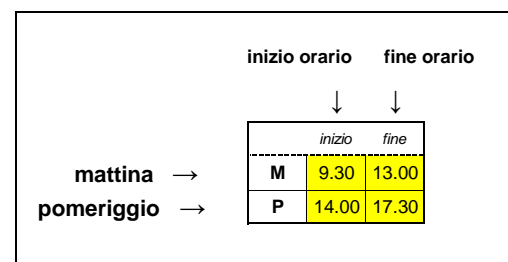 inizio orario fine orario
↓ ↓
inizio fine
mattina → M 9.30 13.00
pomeriggio → P 14.00 17.30